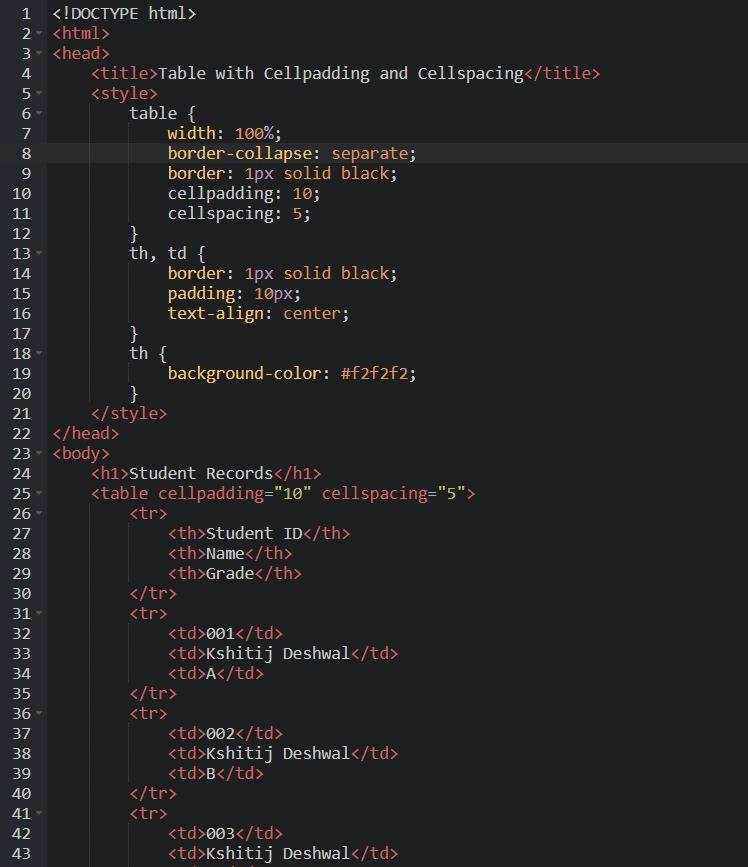 1 <!DOCTYPE html>
2 <html>
3 <head>
4     <title>Table with Cellpadding and Cellspacing</title>
5     <style>
6         table {
7             width: 100%;
8             border-collapse: separate;
9             border: 1px solid black;
10             cellpadding: 10;
11             cellspacing: 5;
12         }
13         th, td {
14             border: 1px solid black;
15             padding: 10px;
16             text-align: center;
17         }
18         th {
19             background-color: #f2f2f2;
20         }
21     </style>
22 </head>
23 <body>
24     <h1>Student Records</h1>
25     <table cellpadding="10" cellspacing="5">
26         <tr>
27             <th>Student ID</th>
28             <th>Name</th>
29             <th>Grade</th>
30         </tr>
31         <tr>
32             <td>001</td>
33             <td>Kshitij Deshwal</td>
34             <td>A</td>
35         </tr>
36         <tr>
37             <td>002</td>
38             <td>Kshitij Deshwal</td>
39             <td>B</td>
40         </tr>
41         <tr>
42             <td>003</td>
43             <td>Kshitij Deshwal</td>